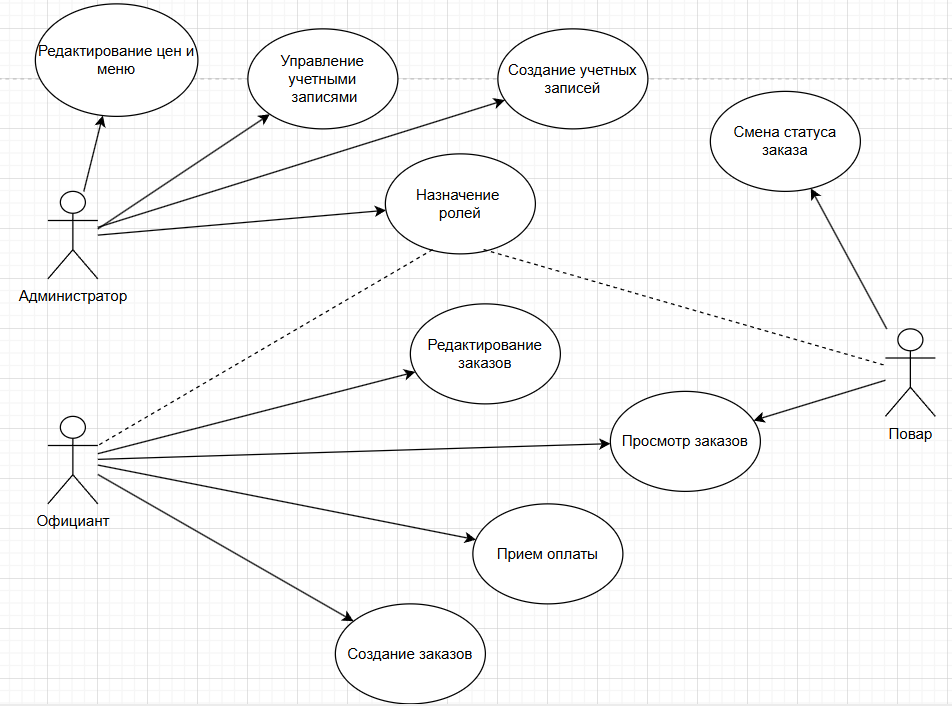 Редактирование цен и
меню
Управление
учетными
записями
Создание учетных
записей
Смена статуса
заказа
Назначение
ролей
Администратор
Редактирование
заказов
Просмотр заказов
Повар
Официант
Прием оплаты
Создание заказов